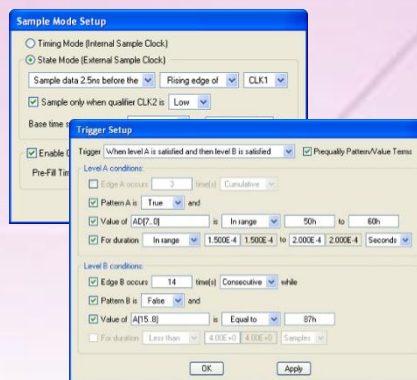 Sample Mode Setup
Timing Mode (Internal Sample Clock)
State Mode (External Sample Clock)
Sample data 2.5ns before the Rising edge of CLK1
Sample only when qualifier CLK2 is Low
Base time
Enable
Pre-Fill
Trigger Setup
Trigger When level A is satisfied and then level B is satisfied Prequalify Pattern/Value Terms
Level A conditions:
Edge A occurs 3 time(s) Cumulative
Pattern A is True and
Value of AD[7..0] is In range 50h to 60h
For duration In range 1.500E-4 1.500E-4 to 2.000E-4 2.000E-4 Seconds
Level B conditions:
Edge B occurs 14 time(s) Consecutive while
Pattern B is False and
Value of A[15..8] is Equal to 87h
For duration Less than 4.00E+0 4.00E+0 Samples
OK Apply